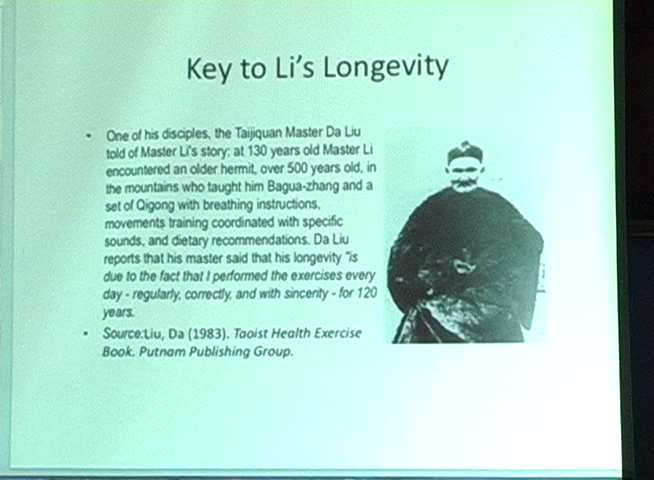 Key to Li's Longevity
• One of his disciples, the Taijiquan Master Da Liu
told of Master Li's story: at 130 years old Master Li
encountered an older hermit, over 500 years old, in
the mountains who taught him Bagua-zhang and a
set of Qigong with breathing instructions,
movements training coordinated with specific
sounds, and dietary recommendations. Da Liu
reports that his master said that his longevity "is
due to the fact that I performed the exercises every
day - regularly, correctly, and with sincerity - for 120
years.
• Source:Liu, Da (1983). Taoist Health Exercise
Book. Putnam Publishing Group.